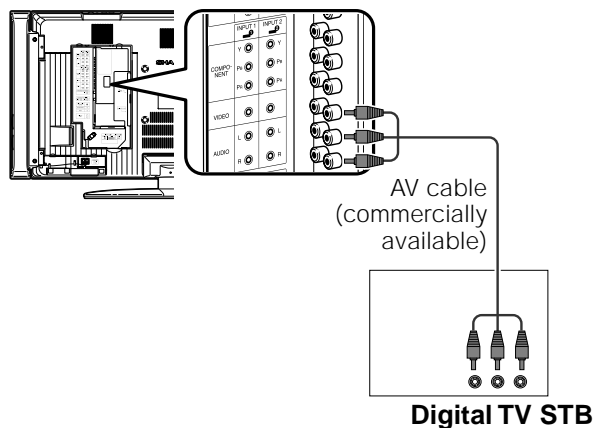 SHA
INPUT 1 INPUT 2
Y Y
COMPO-
NENT
PB PB
PR PR
VIDEO
L L
AUDIO
R R
AV cable
(commercially
available)
Digital TV STB